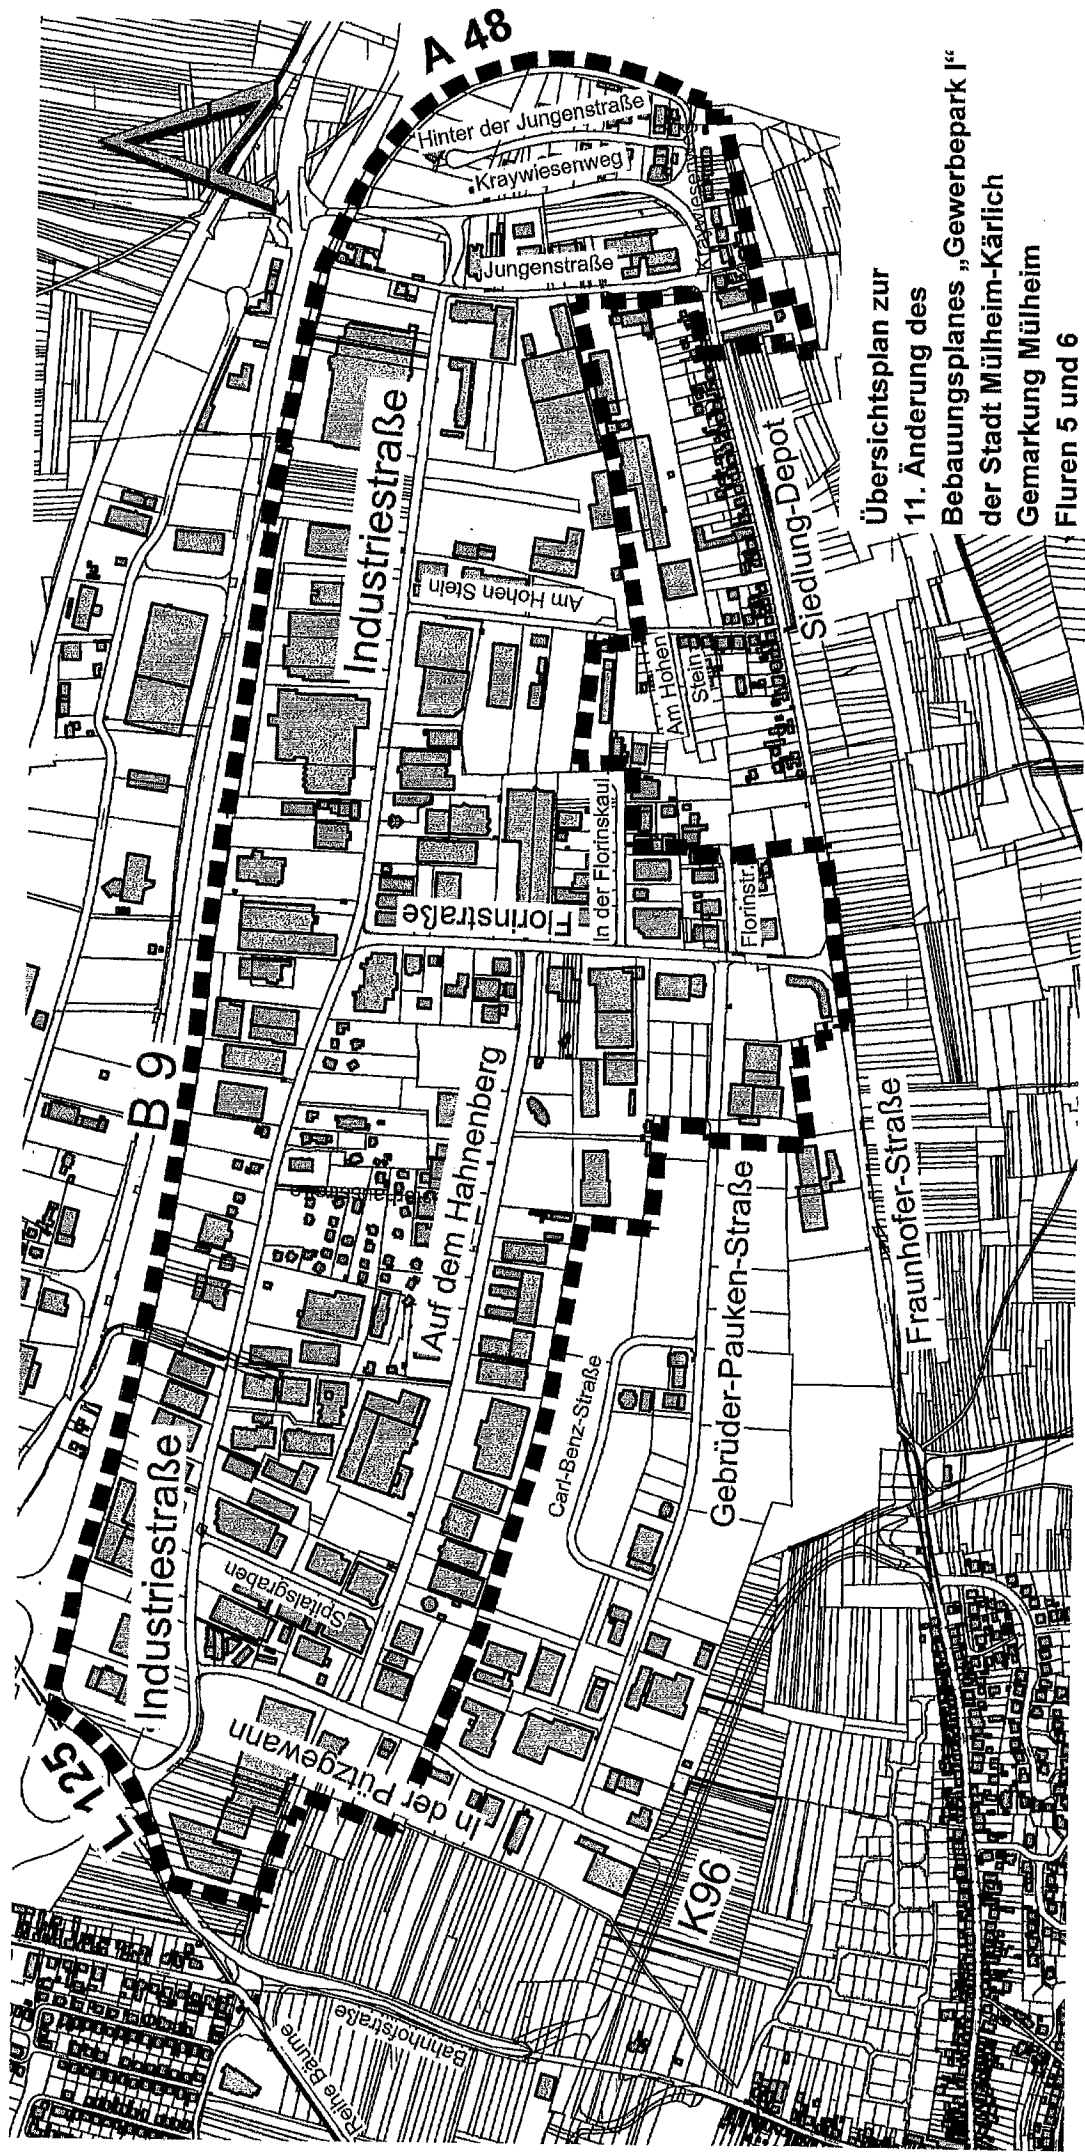 A 48
Hinter der Jungenstraße
Kraywiesenweg
Kraywiesenweg
Jungenstraße
Industriestraße
Am Hohen Stein
Siedlung-Depot
Am Hohen
Stein
In der Florinskaul
Florinstraße
Florinstr.
B 9
Auf dem Hahnenberg
Gebrüder-Pauken-Straße
Fraunhofer-Straße
Carl-Benz-Straße
Industriestraße
Spitalsgraben
In der Pützgewann
L 125
K96
Bahnhofstraße
Reihe Bäume
Übersichtsplan zur
11. Änderung des
Bebauungsplanes „Gewerbepark I“
der Stadt Mülheim-Kärlich
Gemarkung Mülheim
Fluren 5 und 6